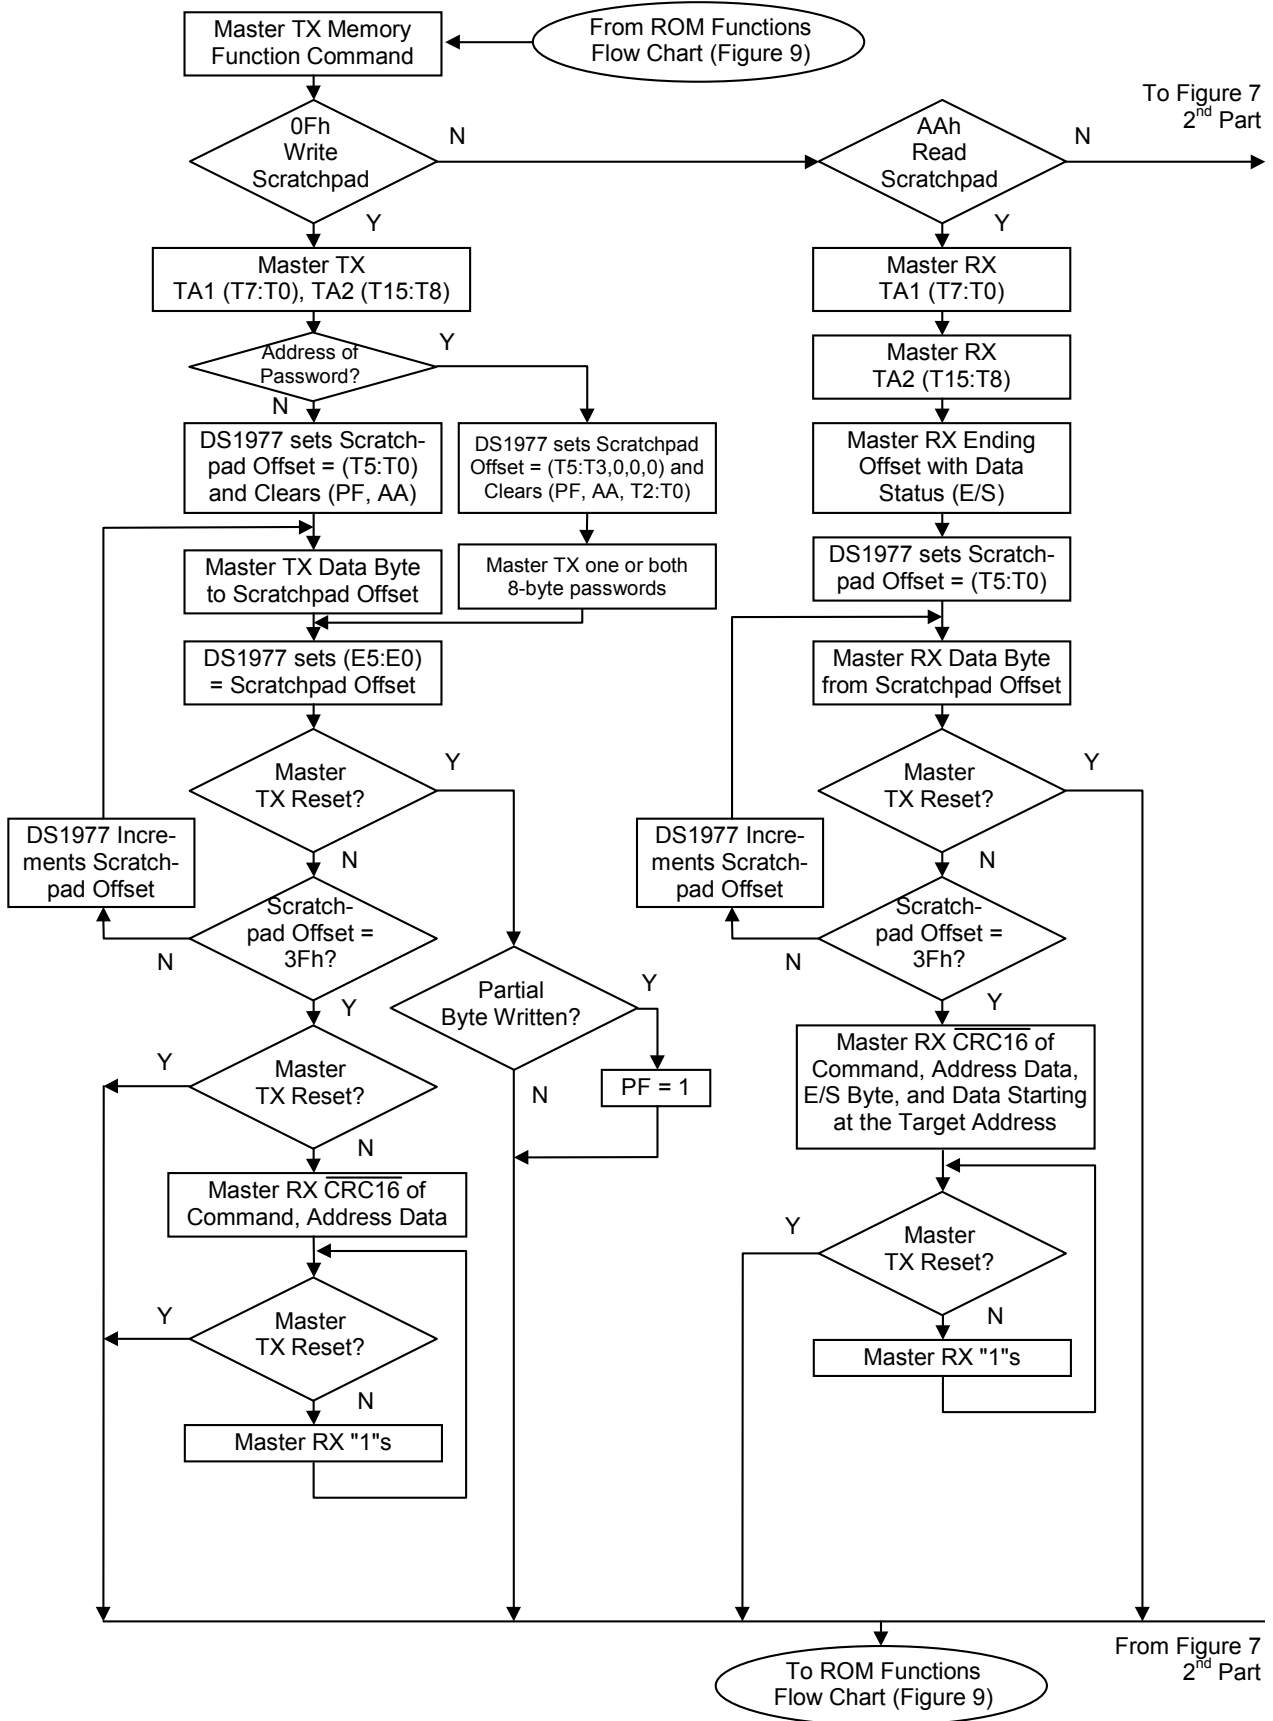 Master TX Memory
Function Command
From ROM Functions
Flow Chart (Figure 9)
To Figure 7
2nd Part
0Fh
Write
Scratchpad
N
Y
AAh
Read
Scratchpad
N
Y
Master TX
TA1 (T7:T0), TA2 (T15:T8)
Address of
Password?
Y
N
DS1977 sets Scratch-
pad Offset = (T5:T0)
and Clears (PF, AA)
DS1977 sets Scratchpad
Offset = (T5:T3,0,0,0) and
Clears (PF, AA, T2:T0)
Master TX Data Byte
to Scratchpad Offset
Master TX one or both
8-byte passwords
DS1977 sets (E5:E0)
= Scratchpad Offset
Master
TX Reset?
Y
N
DS1977 Incre-
ments Scratch-
pad Offset
Scratch-
pad Offset =
3Fh?
N
Y
Partial
Byte Written?
Y
N
PF = 1
Master
TX Reset?
Y
N
Master RX CRC16 of
Command, Address Data
Master
TX Reset?
Y
N
Master RX "1"s
Master RX
TA1 (T7:T0)
Master RX
TA2 (T15:T8)
Master RX Ending
Offset with Data
Status (E/S)
DS1977 sets Scratch-
pad Offset = (T5:T0)
Master RX Data Byte
from Scratchpad Offset
Master
TX Reset?
Y
N
DS1977 Incre-
ments Scratch-
pad Offset
Scratch-
pad Offset =
3Fh?
N
Y
Master RX CRC16 of
Command, Address Data,
E/S Byte, and Data Starting
at the Target Address
Master
TX Reset?
Y
N
Master RX "1"s
From Figure 7
2nd Part
To ROM Functions
Flow Chart (Figure 9)